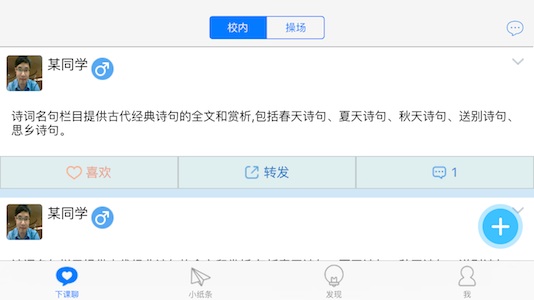 校内 操场
某同学
诗词名句栏目提供古代经典诗句的全文和赏析,包括春天诗句、夏天诗句、秋天诗句、送别诗句、
思乡诗句。
喜欢 转发 1
某同学
下课聊 小纸条 发现 我